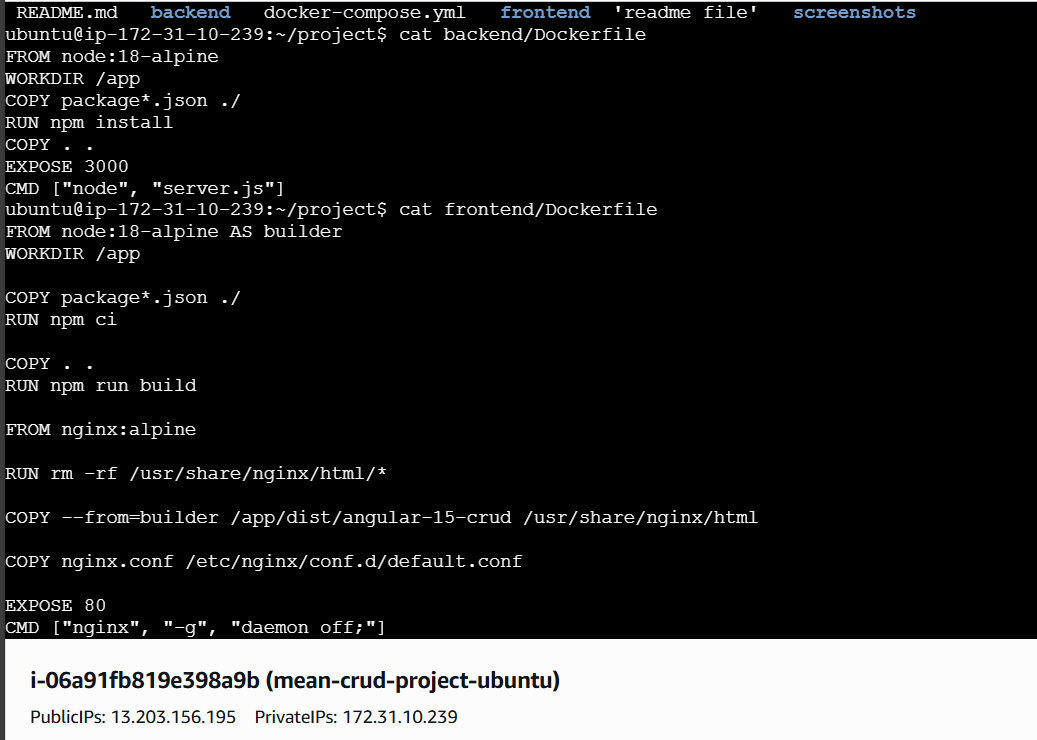 README.md backend docker-compose.yml frontend 'readme file' screenshots
ubuntu@ip-172-31-10-239:~/project$ cat backend/Dockerfile
FROM node:18-alpine
WORKDIR /app
COPY package*.json ./
RUN npm install
COPY . .
EXPOSE 3000
CMD ["node", "server.js"]
ubuntu@ip-172-31-10-239:~/project$ cat frontend/Dockerfile
FROM node:18-alpine AS builder
WORKDIR /app
COPY package*.json ./
RUN npm ci
COPY . .
RUN npm run build
FROM nginx:alpine
RUN rm -rf /usr/share/nginx/html/*
COPY --from=builder /app/dist/angular-15-crud /usr/share/nginx/html
COPY nginx.conf /etc/nginx/conf.d/default.conf
EXPOSE 80
CMD ["nginx", "-g", "daemon off;"]
i-06a91fb819e398a9b (mean-crud-project-ubuntu)
PublicIPs: 13.203.156.195 PrivateIPs: 172.31.10.239